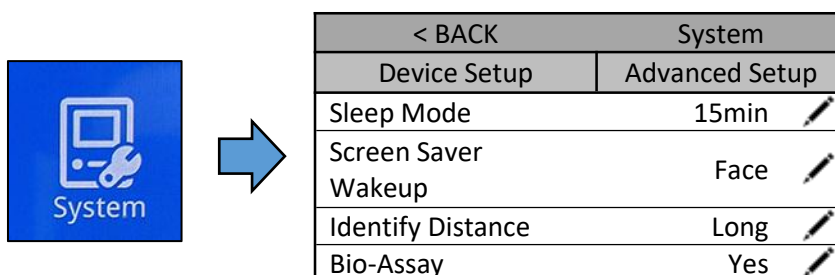 System
< BACK System
Device Setup Advanced Setup
Sleep Mode 15min
Screen Saver
Wakeup Face
Identify Distance Long
Bio-Assay Yes